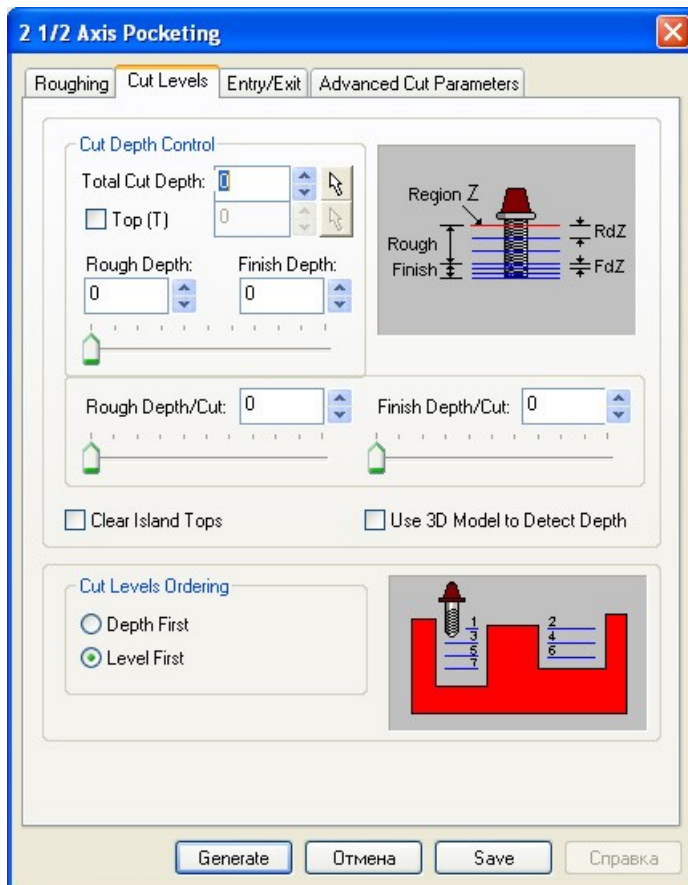 2 1/2 Axis Pocketing
Roughing Cut Levels Entry/Exit Advanced Cut Parameters
Cut Depth Control
Total Cut Depth: 0
Top (T) 0
Rough Depth: Finish Depth:
0 0
Region Z
Rough
Finish
RdZ
FdZ
Rough Depth/Cut: 0 Finish Depth/Cut: 0
Clear Island Tops Use 3D Model to Detect Depth
Cut Levels Ordering
Depth First
Level First
1 2
3 4
5 6
7
Generate Отмена Save Справка